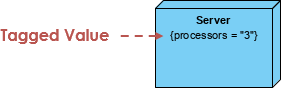 Server
Tagged Value
{processors = "3"}